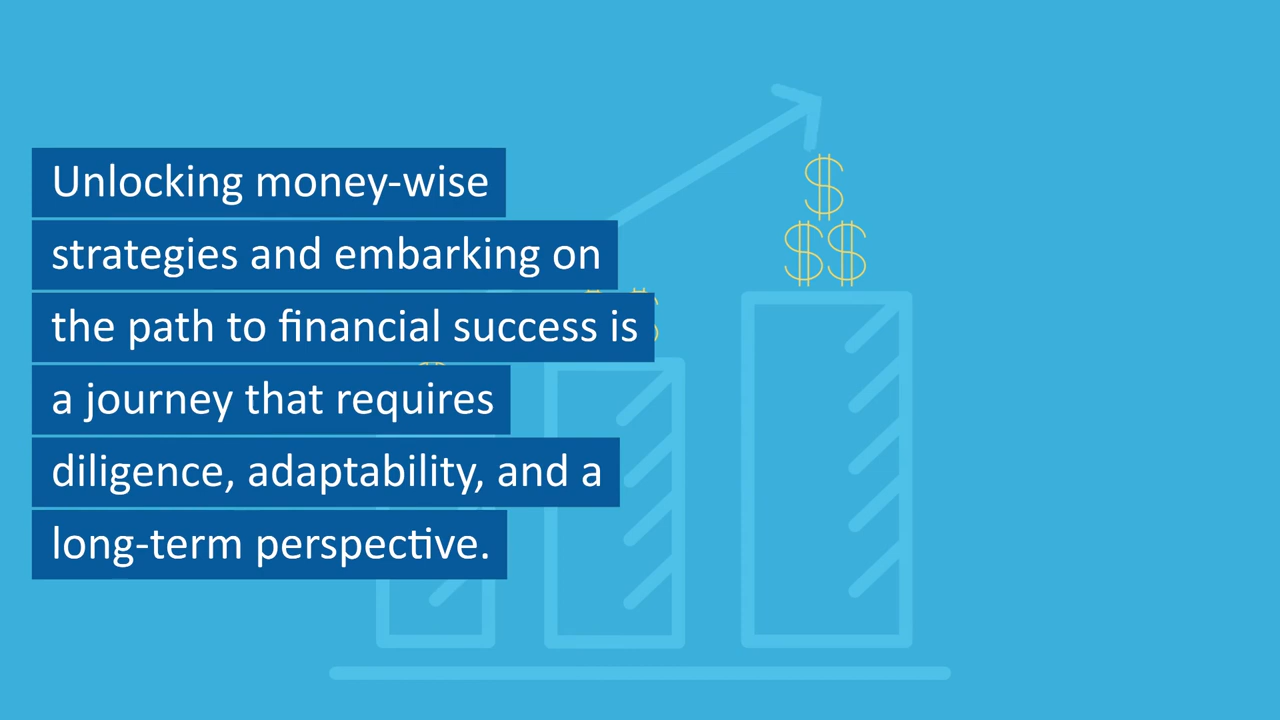 Unlocking money-wise
strategies and embarking on
the path to financial success is
a journey that requires
diligence, adaptability, and a
long-term perspective.
$
$$